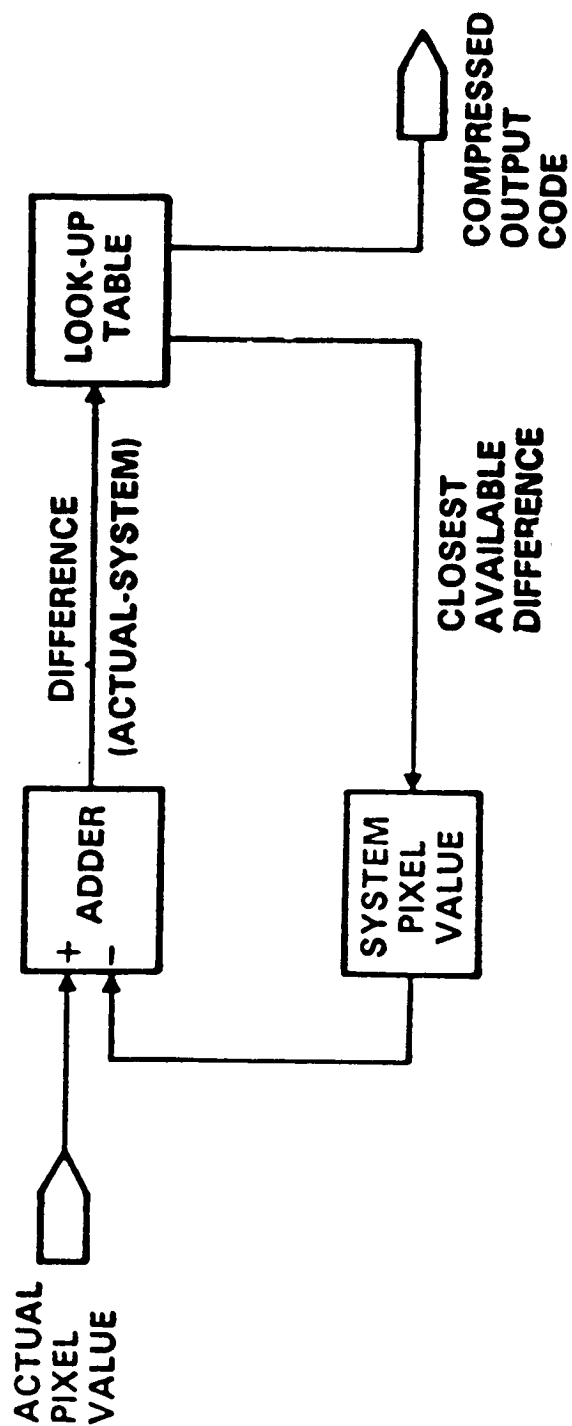 ACTUAL
PIXEL
VALUE
+
-
ADDER
DIFFERENCE
(ACTUAL-SYSTEM)
LOOK-UP
TABLE
SYSTEM
PIXEL
VALUE
CLOSEST
AVAILABLE
DIFFERENCE
COMPRESSED
OUTPUT
CODE